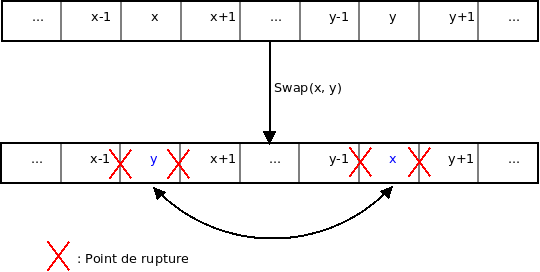 ... x-1 x x+1 ... y-1 y y+1 ...
Swap(x, y)
... x-1 y x+1 ... y-1 x y+1 ...
: Point de rupture